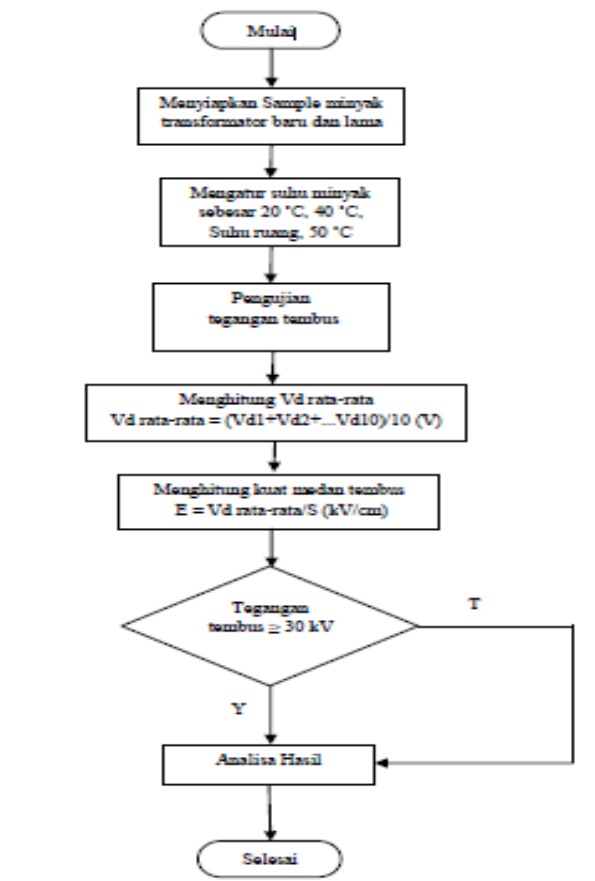 Mulai
Menyiapkan Sample minyak
transformator baru dan lama
Mengatur suhu minyak
sebesar 20 °C, 40 °C,
Suhu ruang, 50 °C
Pengujian
tegangan tembus
Menghitung Vd rata-rata
Vd rata-rata = (Vd1+Vd2+...Vd10)/10 (V)
Menghitung kuat medan tembus
E = Vd rata-rata/S (kV/cm)
Tegangan
tembus ≥ 30 kV
T
Y
Analisa Hasil
Selesai